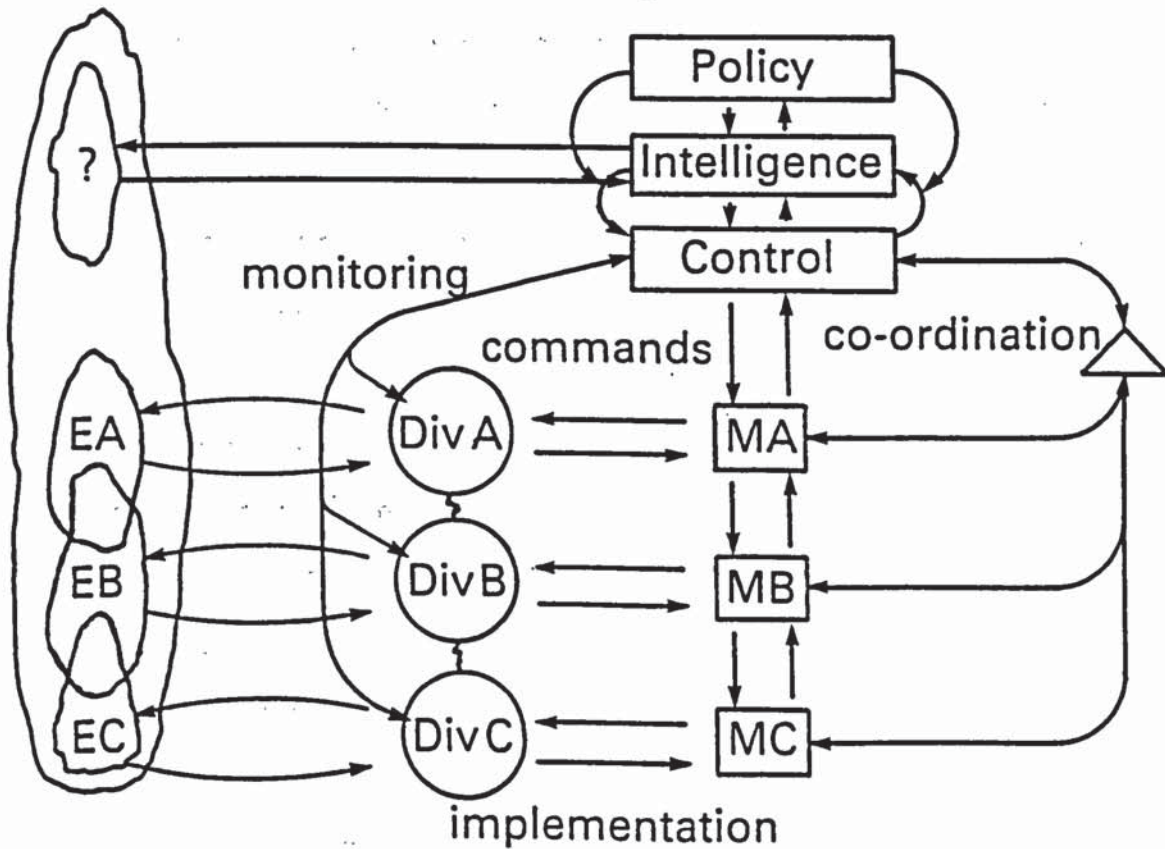 Policy
?
Intelligence
Control
monitoring
commands
co-ordination
EA
Div A
MA
EB
Div B
MB
EC
Div C
MC
implementation